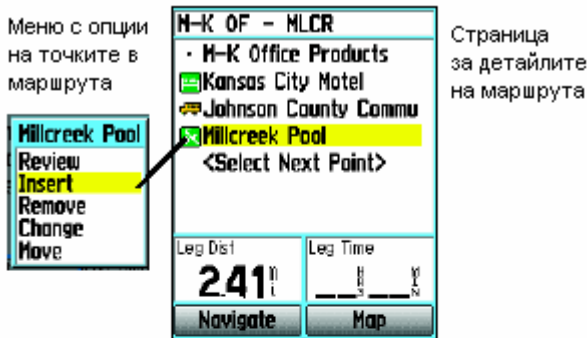 Меню с опции
на точките в
маршрута
Millcreek Pool
Review
Insert
Remove
Change
Move
M-K OF - MLCR
· M-K Office Products
Kansas City Motel
Johnson County Commu
Millcreek Pool
<Select Next Point>
Leg Dist
2.41 mi
Leg Time
__HRS__MIN
Navigate
Map
Страница
за детайлите
на маршрута